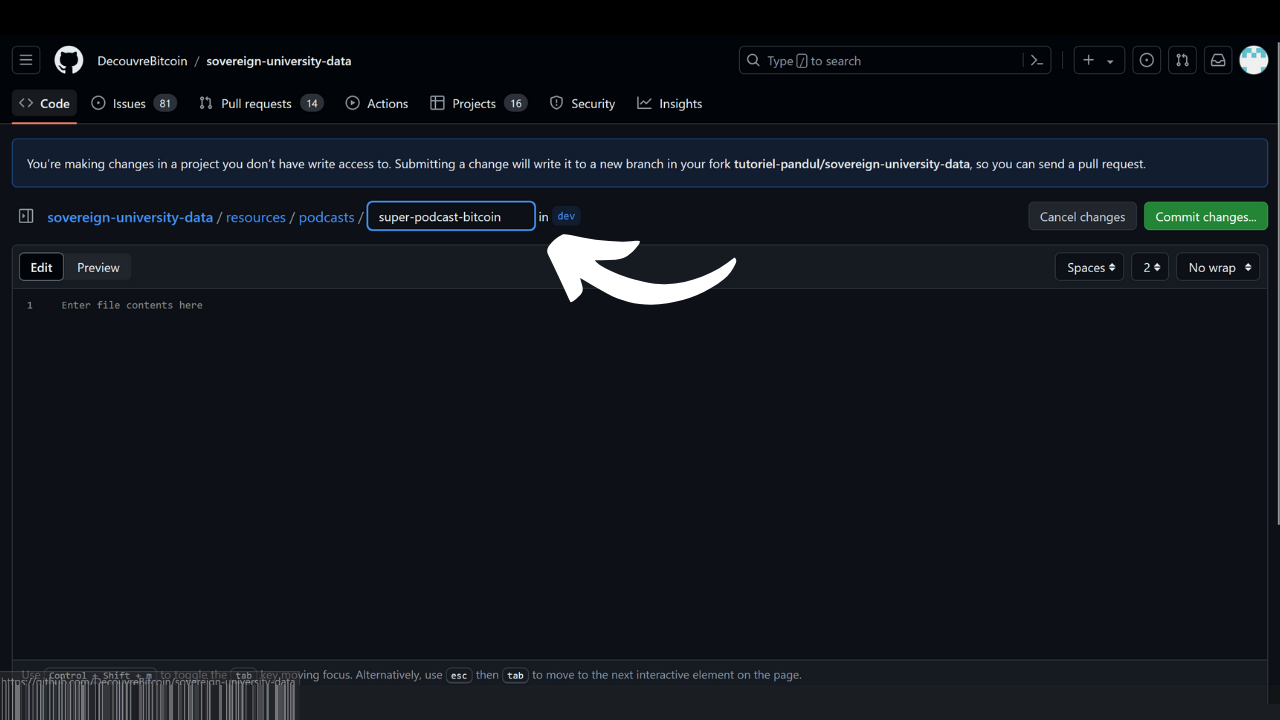 DecouvreBitcoin / sovereign-university-data
Type / to search
Code Issues 81 Pull requests 14 Actions Projects 16 Security Insights
You're making changes in a project you don't have write access to. Submitting a change will write it to a new branch in your fork tutoriel-pandul/sovereign-university-data, so you can send a pull request.
sovereign-university-data / resources / podcasts / super-podcast-bitcoin in dev
Cancel changes Commit changes...
Edit Preview
Spaces 2 No wrap
1 Enter file contents here
Use Control + Shift + m to toggle the tab key moving focus. Alternatively, use esc then tab to move to the next interactive element on the page.
https://github.com/DecouvreBitcoin/sovereign-university-data